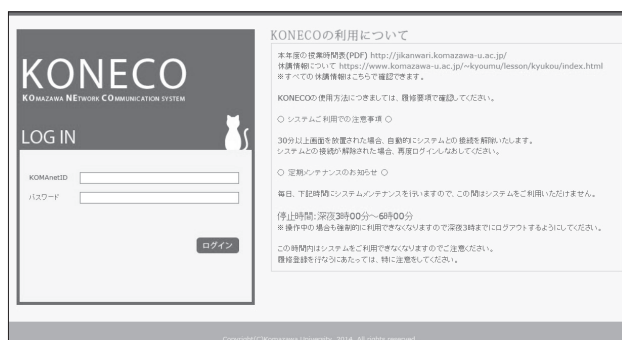 KONECO
KOMAZAWA NETWORK COMMUNICATION SYSTEM
LOG IN
KOMAnetID
パスワード
ログイン
KONECOの利用について
本年度の授業時間表(PDF) http://jikanwari.komazawa-u.ac.jp/
休講情報について https://www.komazawa-u.ac.jp/~kyoumu/lesson/kyukou/index.html
※すべての休講情報はこちらで確認できます。
KONECOの使用方法につきましては、履修要項で確認してください。
○ システムご利用での注意事項 ○
30分以上画面を放置された場合、自動的にシステムとの接続を解除いたします。
システムとの接続が解除された場合、再度ログインしなおしてください。
○ 定期メンテナンスのお知らせ ○
毎日、下記時間にシステムメンテナンスを行いますので、この間はシステムをご利用いただけません。
停止時間:深夜3時00分～6時00分
※操作中の場合も強制的に利用できなくなりますので深夜3時までにログアウトするようにしてください。
この時間内はシステムをご利用できなくなりますのでご注意ください。
履修登録を行なうにあたっては、特に注意をしてください。
Copyright(C)Komazawa University, 2014, All rights reserved.